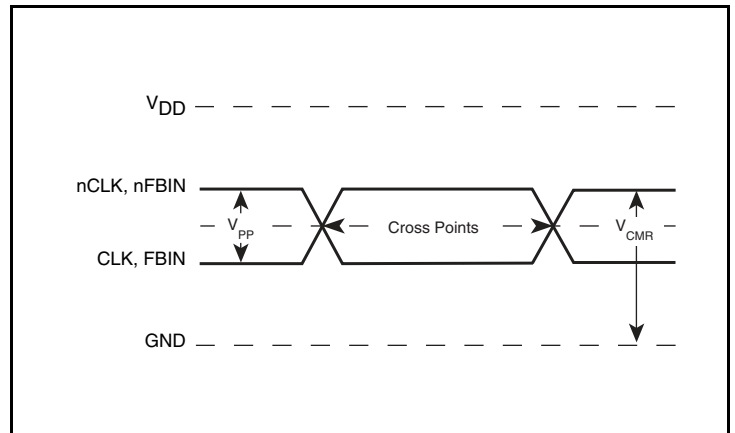 VDD
nCLK, nFBIN
VPP
Cross Points
VCMR
CLK, FBIN
GND